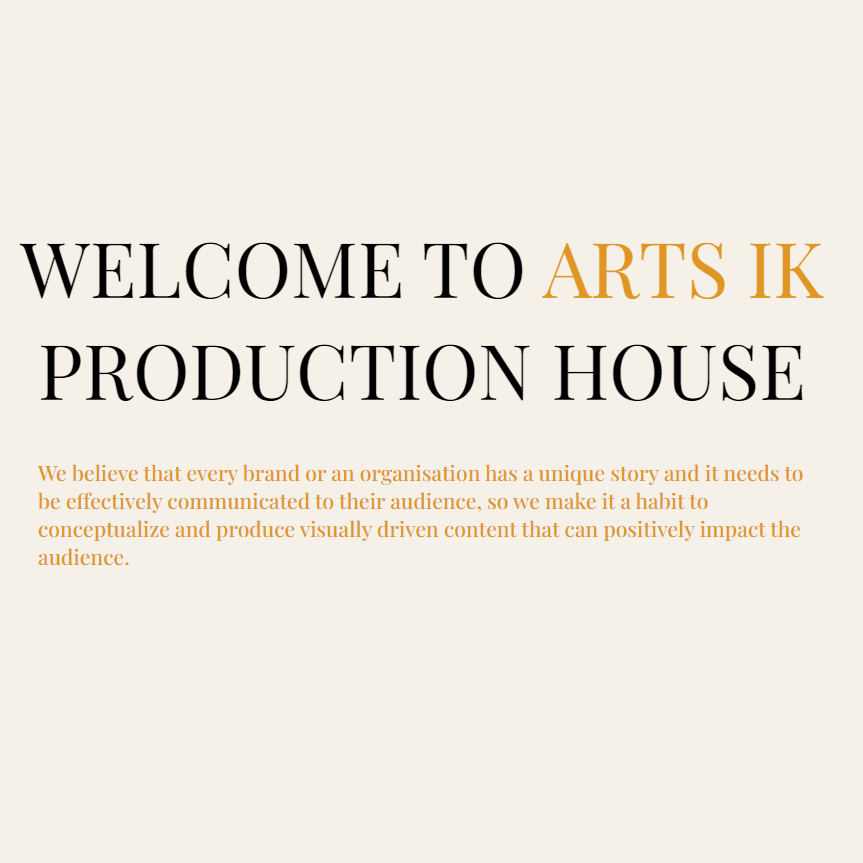 WELCOME TO ARTS IK
PRODUCTION HOUSE
We believe that every brand or an organisation has a unique story and it needs to
be effectively communicated to their audience, so we make it a habit to
conceptualize and produce visually driven content that can positively impact the
audience.